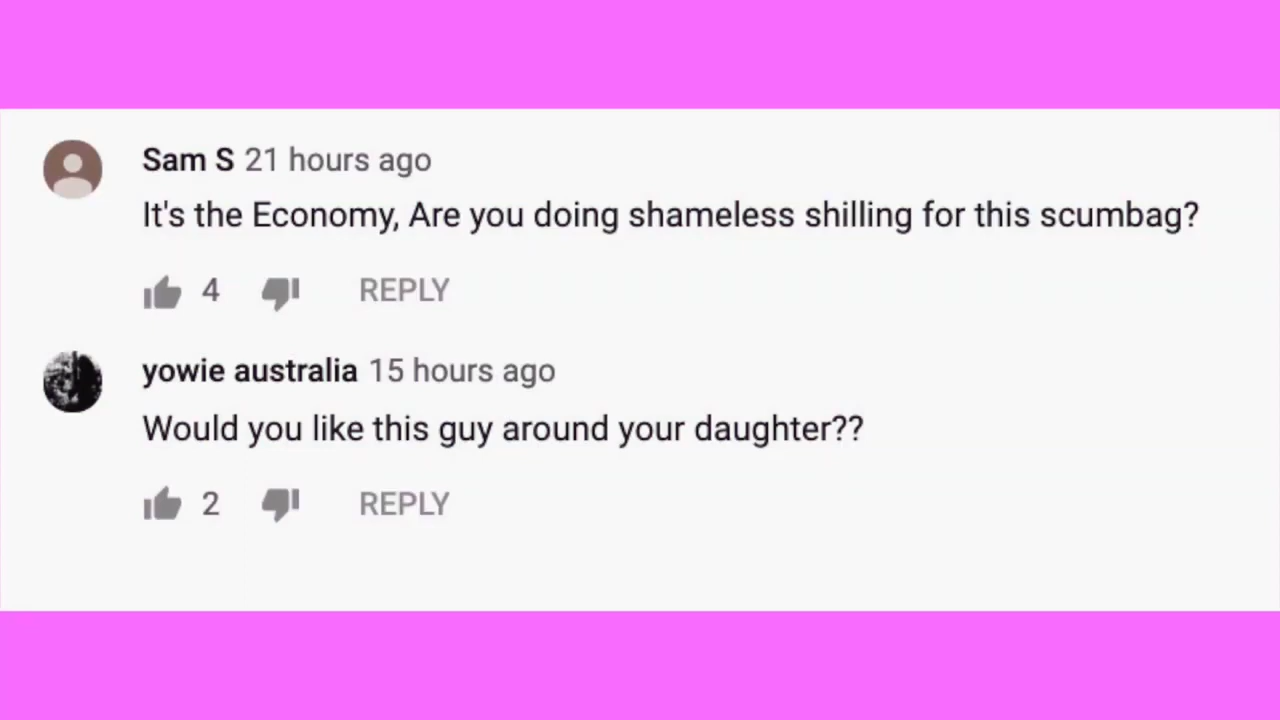 Sam S 21 hours ago
It's the Economy, Are you doing shameless shilling for this scumbag?
4 REPLY
yowie australia 15 hours ago
Would you like this guy around your daughter??
2 REPLY